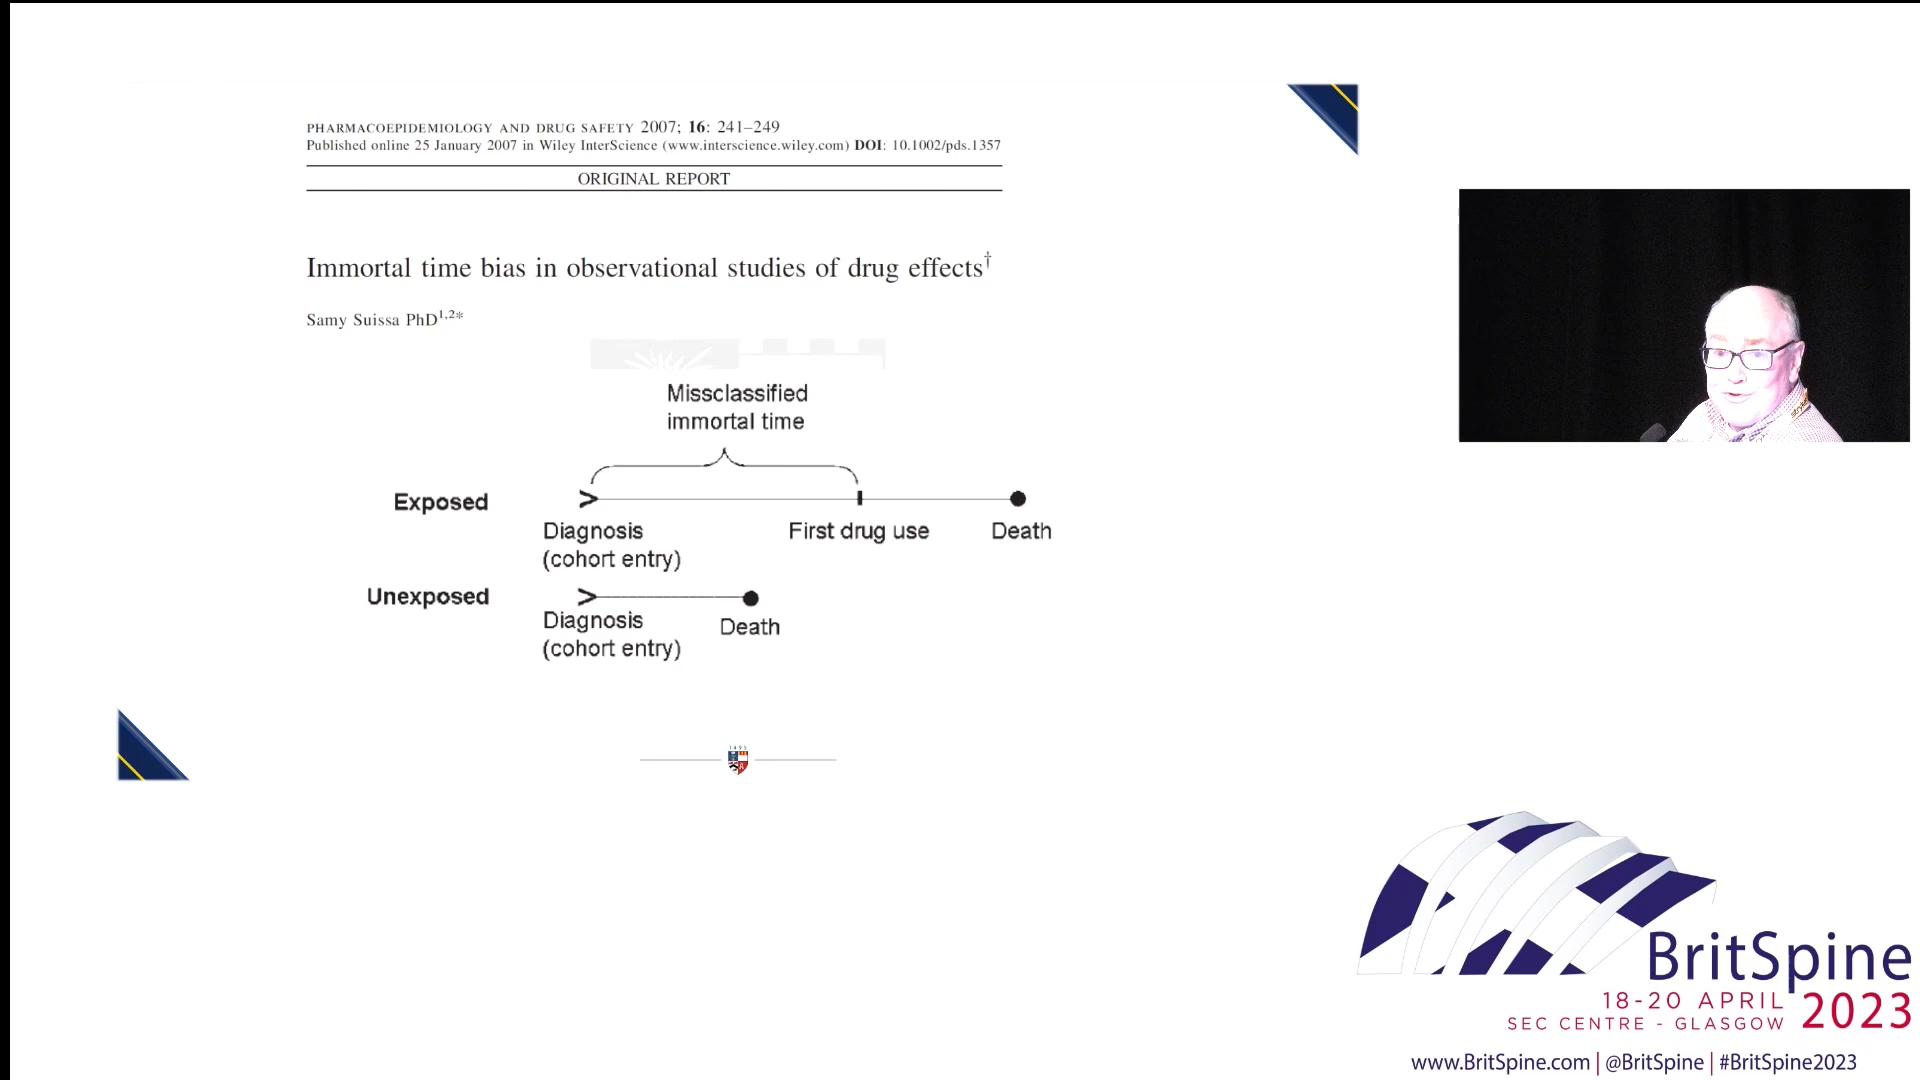 PHARMACOEPIDEMIOLOGY AND DRUG SAFETY 2007; 16: 241–249
Published online 25 January 2007 in Wiley InterScience (www.interscience.wiley.com) DOI: 10.1002/pds.1357
ORIGINAL REPORT
Immortal time bias in observational studies of drug effects†
Samy Suissa PhD1,2*
Missclassified
immortal time
Exposed
Diagnosis
(cohort entry)
First drug use
Death
Unexposed
Diagnosis
(cohort entry)
Death
1495
stryker
BritSpine
18-20 APRIL 2023
SEC CENTRE - GLASGOW
www.BritSpine.com | @BritSpine | #BritSpine2023